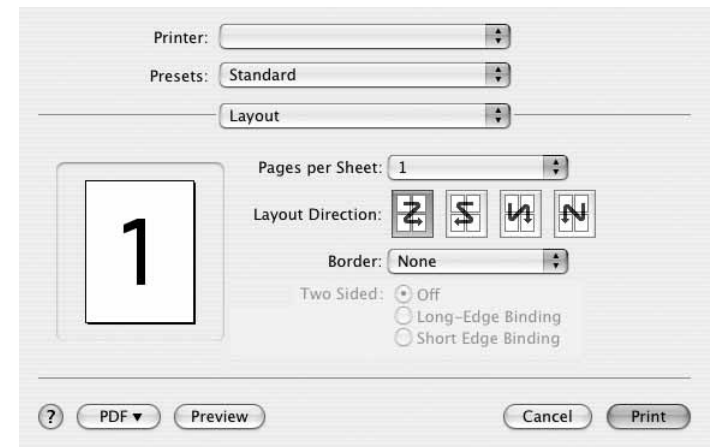 Printer:
Presets: Standard
Layout
Pages per Sheet: 1
Layout Direction:
1
Border: None
Two Sided: Off
Long-Edge Binding
Short Edge Binding
? PDF▼ Preview Cancel Print